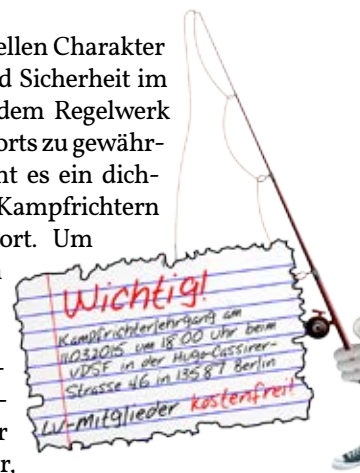 ellen Charakter
d Sicherheit im
dem Regelwerk
orts zu gewähr-
nt es ein dich-
Kampfrichtern
ort. Um
-
-
r
r,
Wichtig!
Kampfrichterlehrgang am
11.03.2015 um 18.00 Uhr beim
VDSF in der Hugo-Cassirer-
Strasse 46 in 13587 Berlin
LV-Mitglieder kostenfrei!